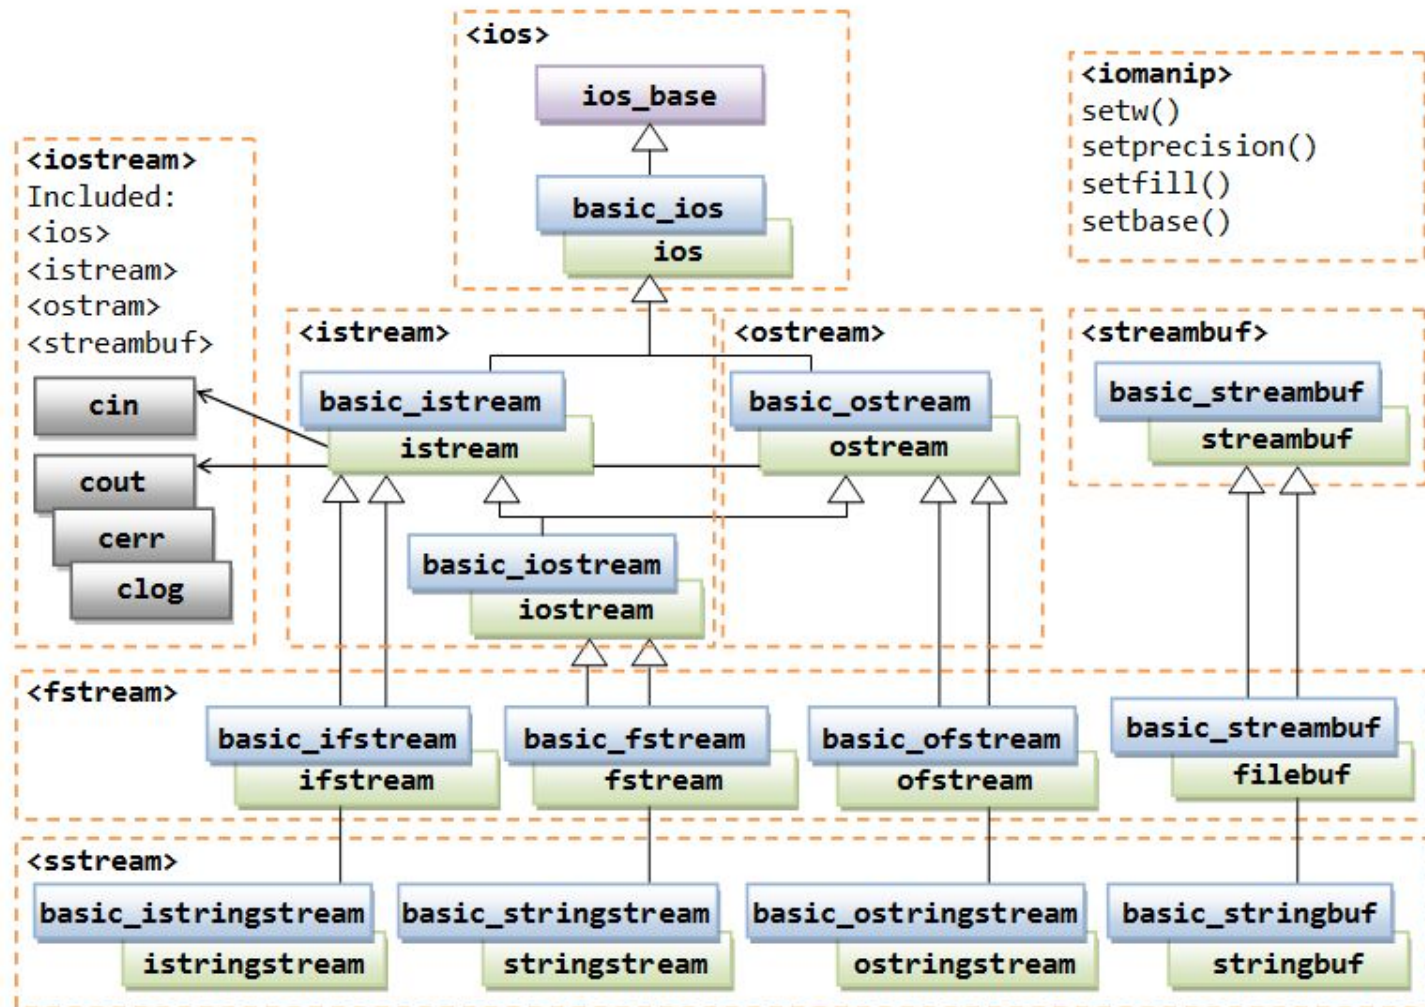 <ios>
ios_base
basic_ios
ios
<iomanip>
setw()
setprecision()
setfill()
setbase()
<iostream>
Included:
<ios>
<istream>
<ostram>
<streambuf>
cin
cout
cerr
clog
<istream>
basic_istream
istream
basic_iostream
iostream
<ostream>
basic_ostream
ostream
<streambuf>
basic_streambuf
streambuf
<fstream>
basic_ifstream
ifstream
basic_fstream
fstream
basic_ofstream
ofstream
basic_streambuf
filebuf
<sstream>
basic_istringstream
istringstream
basic_stringstream
stringstream
basic_ostringstream
ostringstream
basic_stringbuf
stringbuf